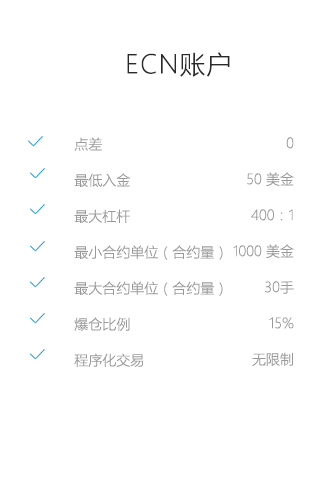 ECN账户
点差 0
最低入金 50 美金
最大杠杆 400：1
最小合约单位（合约量） 1000 美金
最大合约单位（合约量） 30手
爆仓比例 15%
程序化交易 无限制